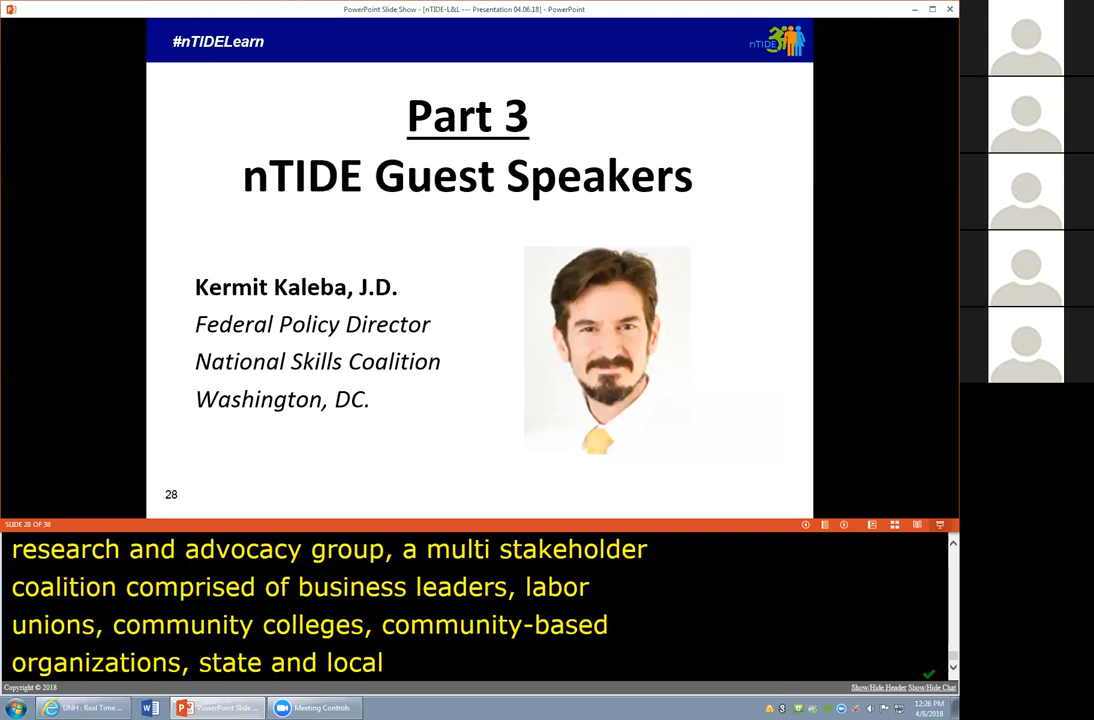 PowerPoint Slide Show - [nTIDE-L&L --- Presentation 04.06.18] - PowerPoint
#nTIDELearn
nTIDE
Part 3
nTIDE Guest Speakers
Kermit Kaleba, J.D.
Federal Policy Director
National Skills Coalition
Washington, DC.
28
SLIDE 28 OF 38
research and advocacy group, a multi stakeholder
coalition comprised of business leaders, labor
unions, community colleges, community-based
organizations, state and local
Copyright © 2018
Show/Hide Header Show/Hide Chat
UNH : Real Time ...
PowerPoint Slide ...
Meeting Controls
12:26 PM
4/6/2018